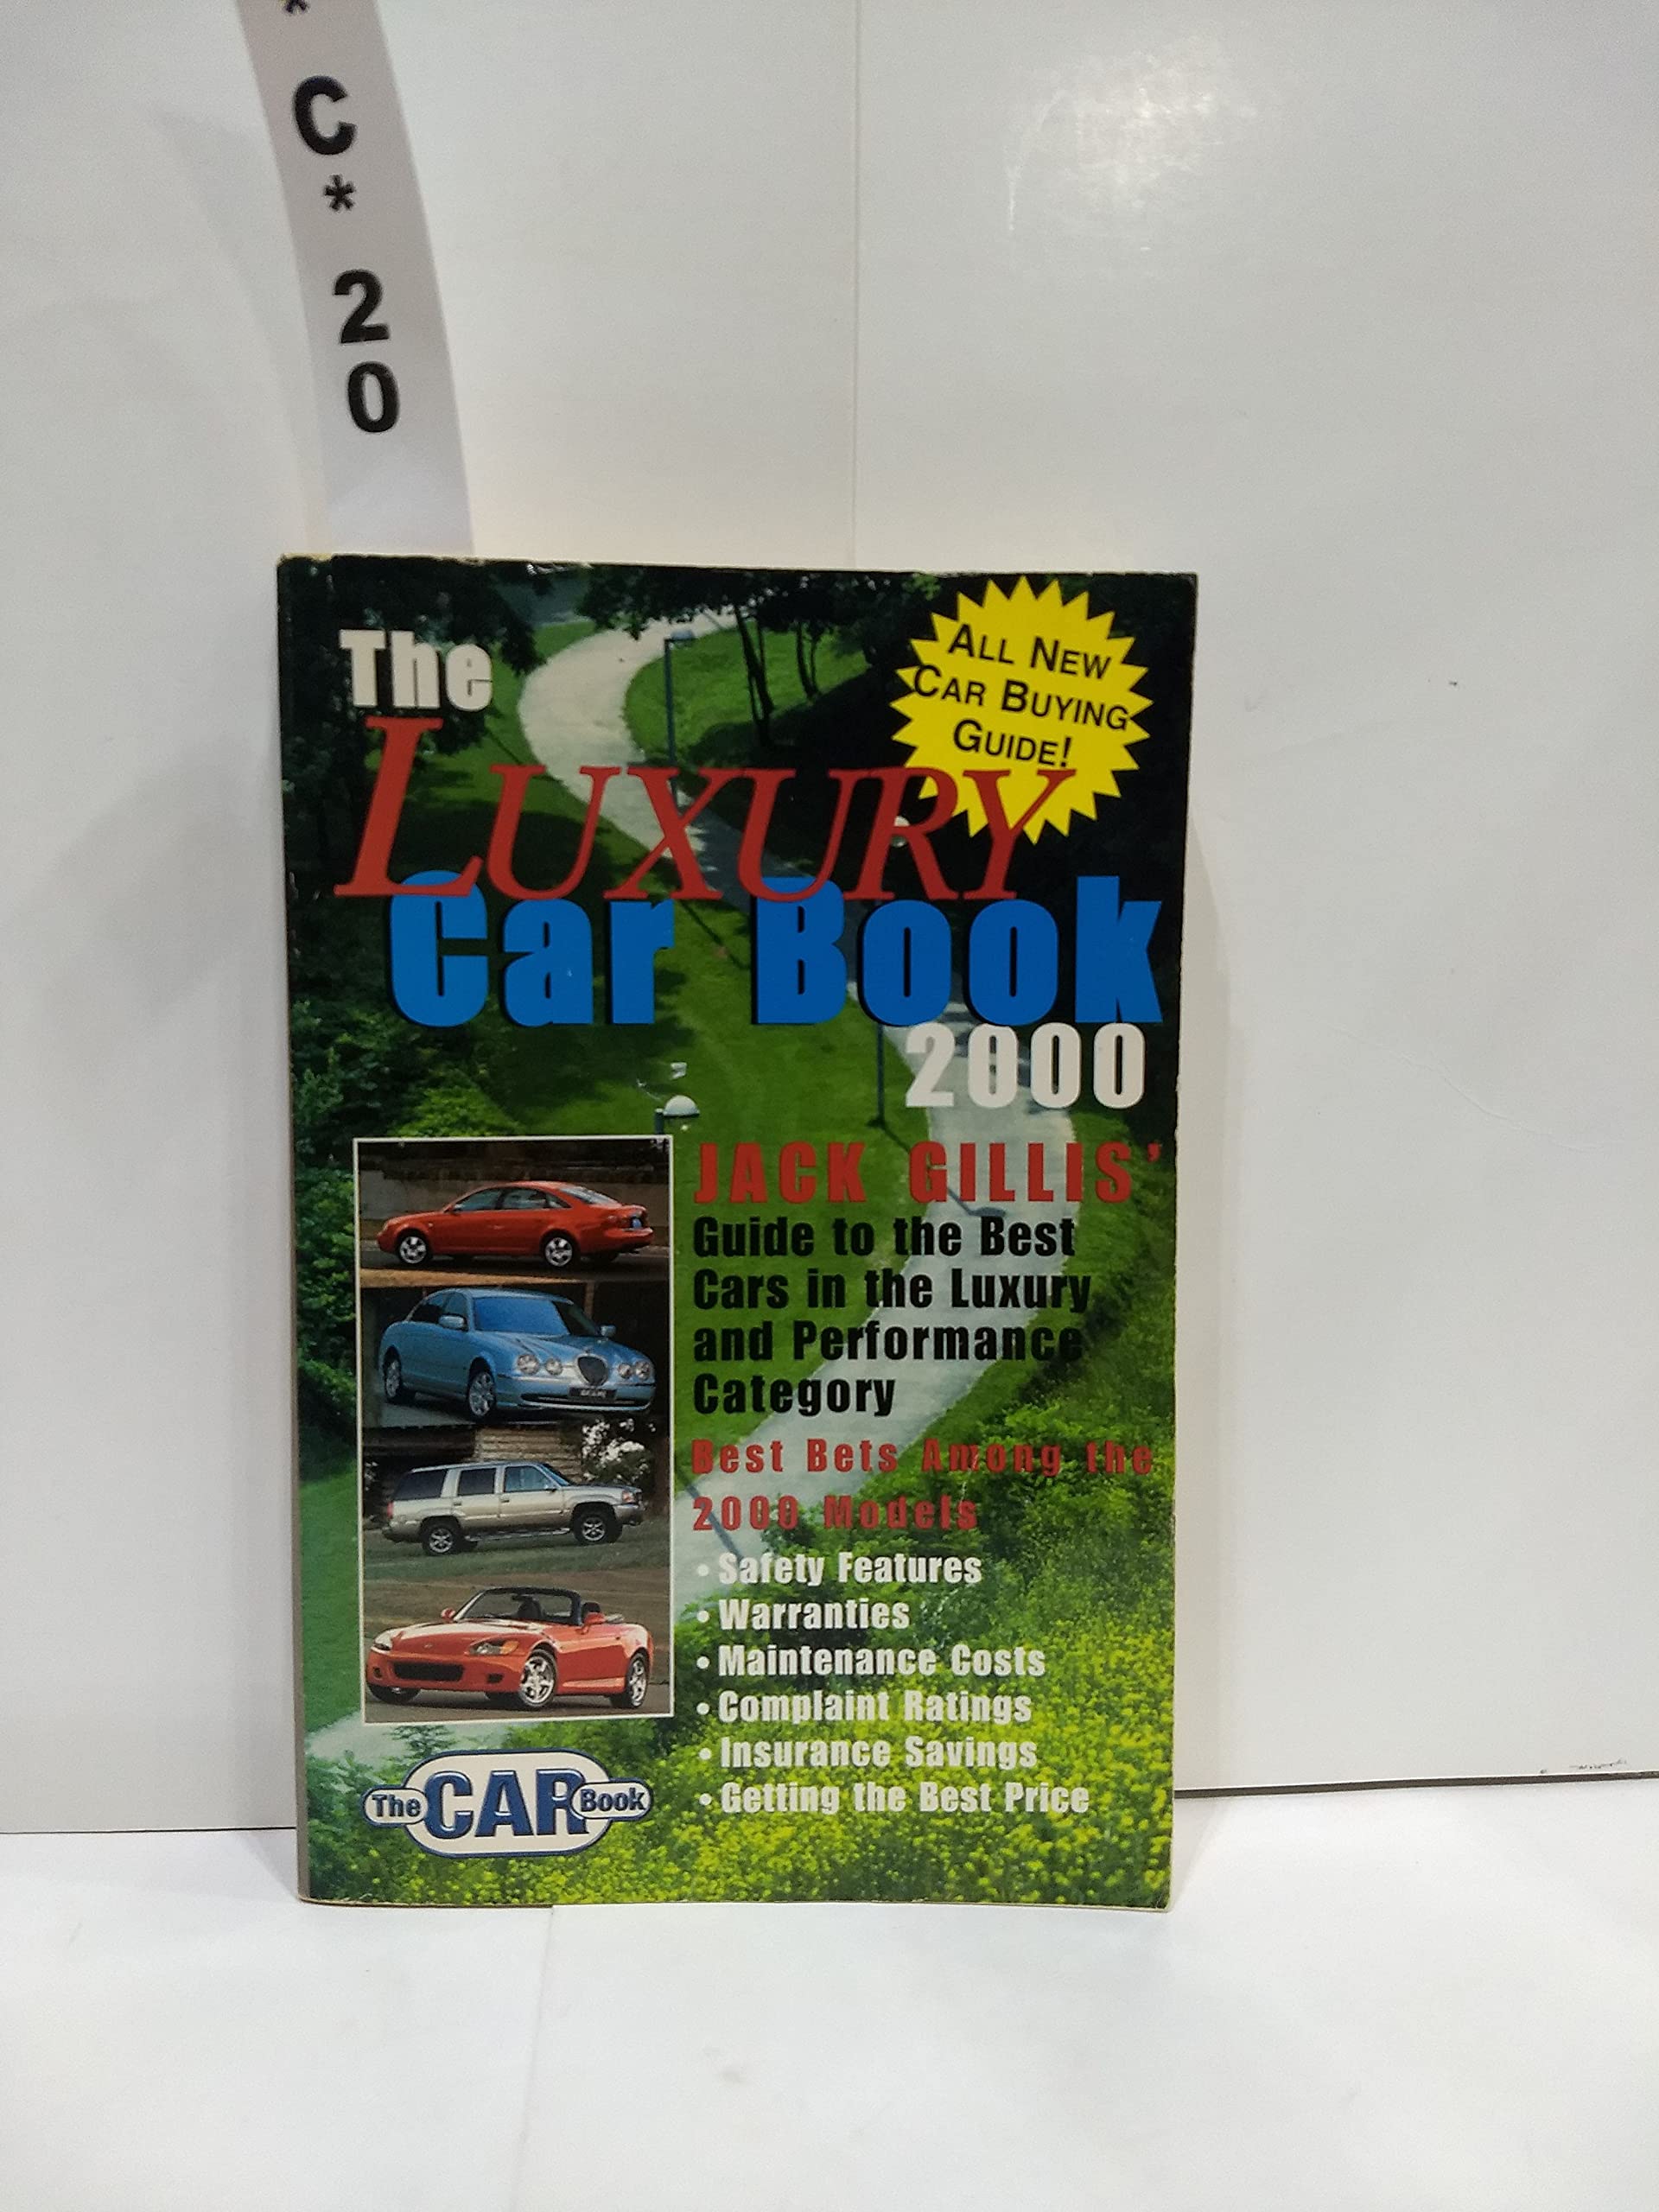 *
C
*
2
0
The
LUXURY
Car Book
2000
ALL NEW
CAR BUYING
GUIDE!
JACK GILLIS'
Guide to the Best
Cars in the Luxury
and Performance
Category
Best Bets Among the
2000 Models
• Safety Features
• Warranties
• Maintenance Costs
• Complaint Ratings
• Insurance Savings
• Getting the Best Price
The CAR Book